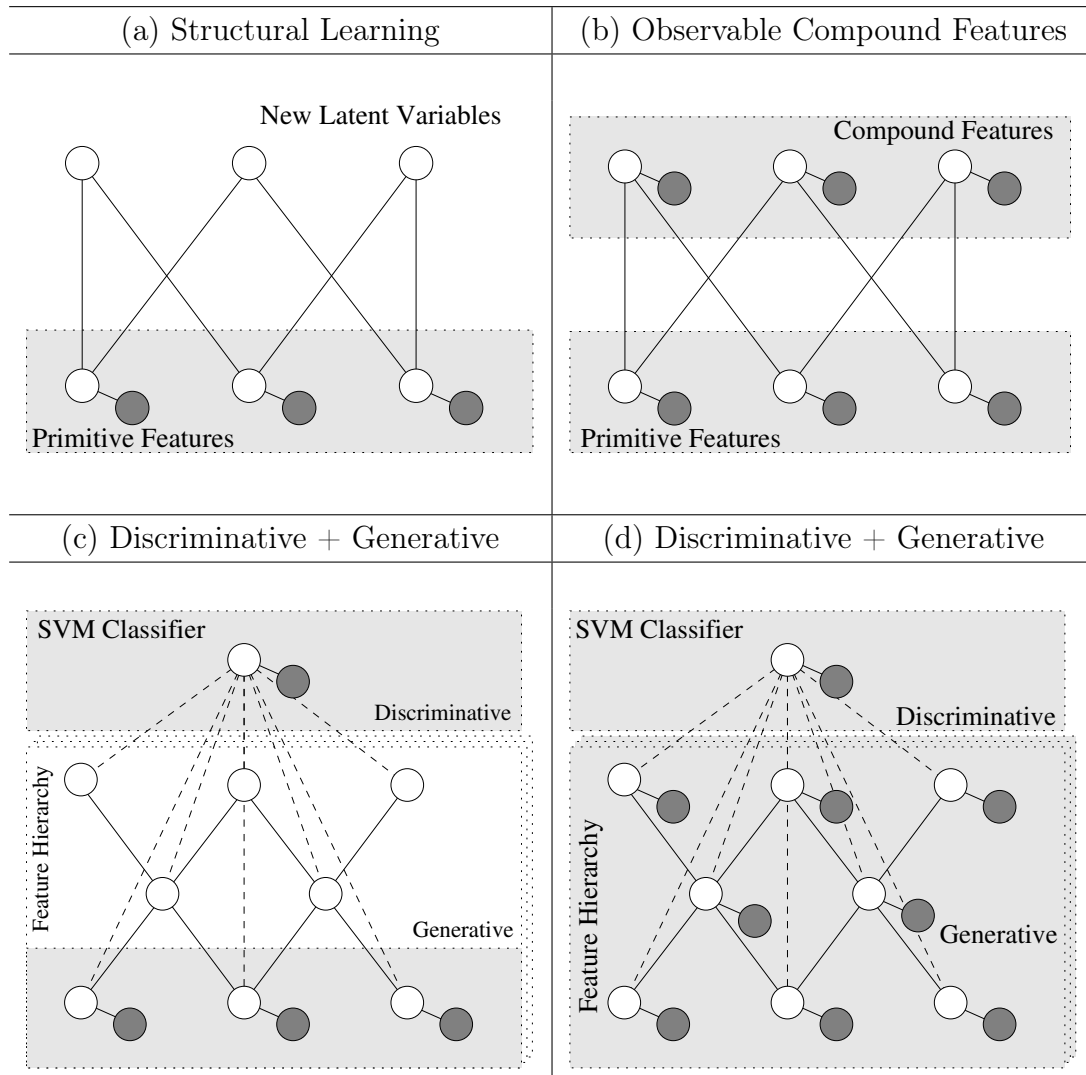 (a) Structural Learning
(b) Observable Compound Features
New Latent Variables
Primitive Features
Compound Features
Primitive Features
(c) Discriminative + Generative
(d) Discriminative + Generative
SVM Classifier
Discriminative
Feature Hierarchy
Generative
SVM Classifier
Discriminative
Feature Hierarchy
Generative